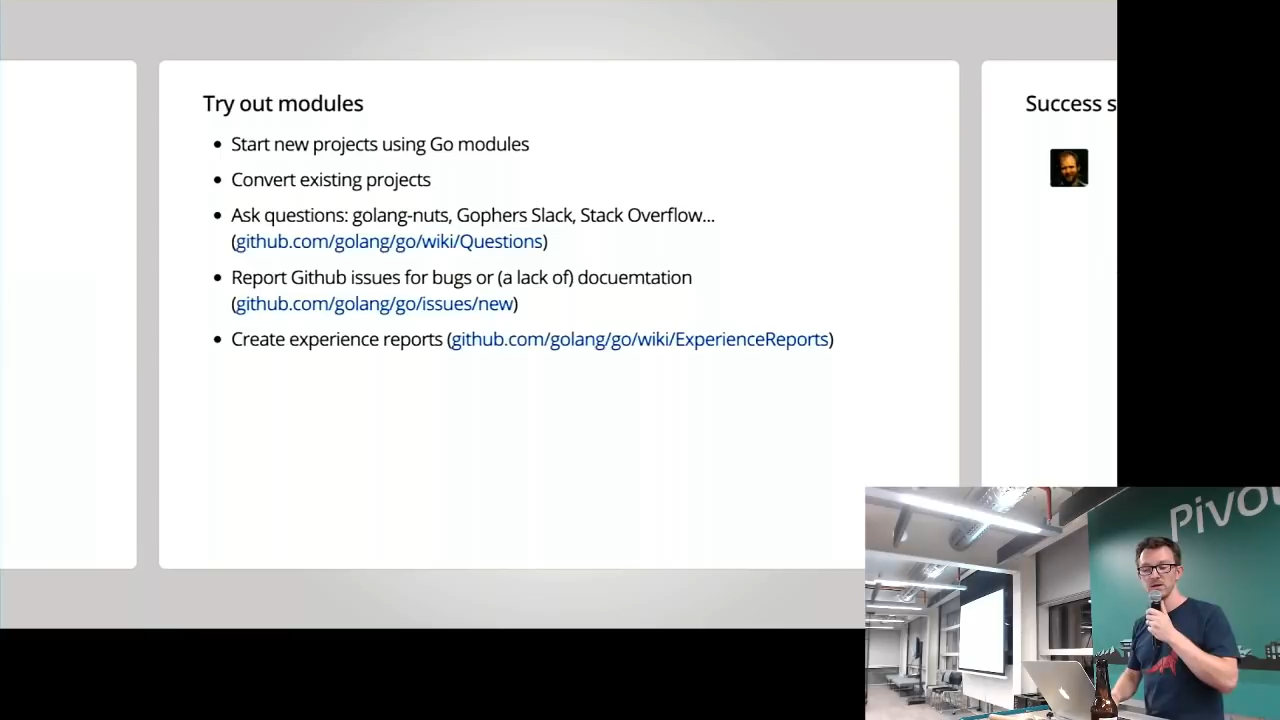 Try out modules
Success s
Start new projects using Go modules
Convert existing projects
Ask questions: golang-nuts, Gophers Slack, Stack Overflow...
(github.com/golang/go/wiki/Questions)
Report Github issues for bugs or (a lack of) docuemtation
(github.com/golang/go/issues/new)
Create experience reports (github.com/golang/go/wiki/ExperienceReports)
Pivo